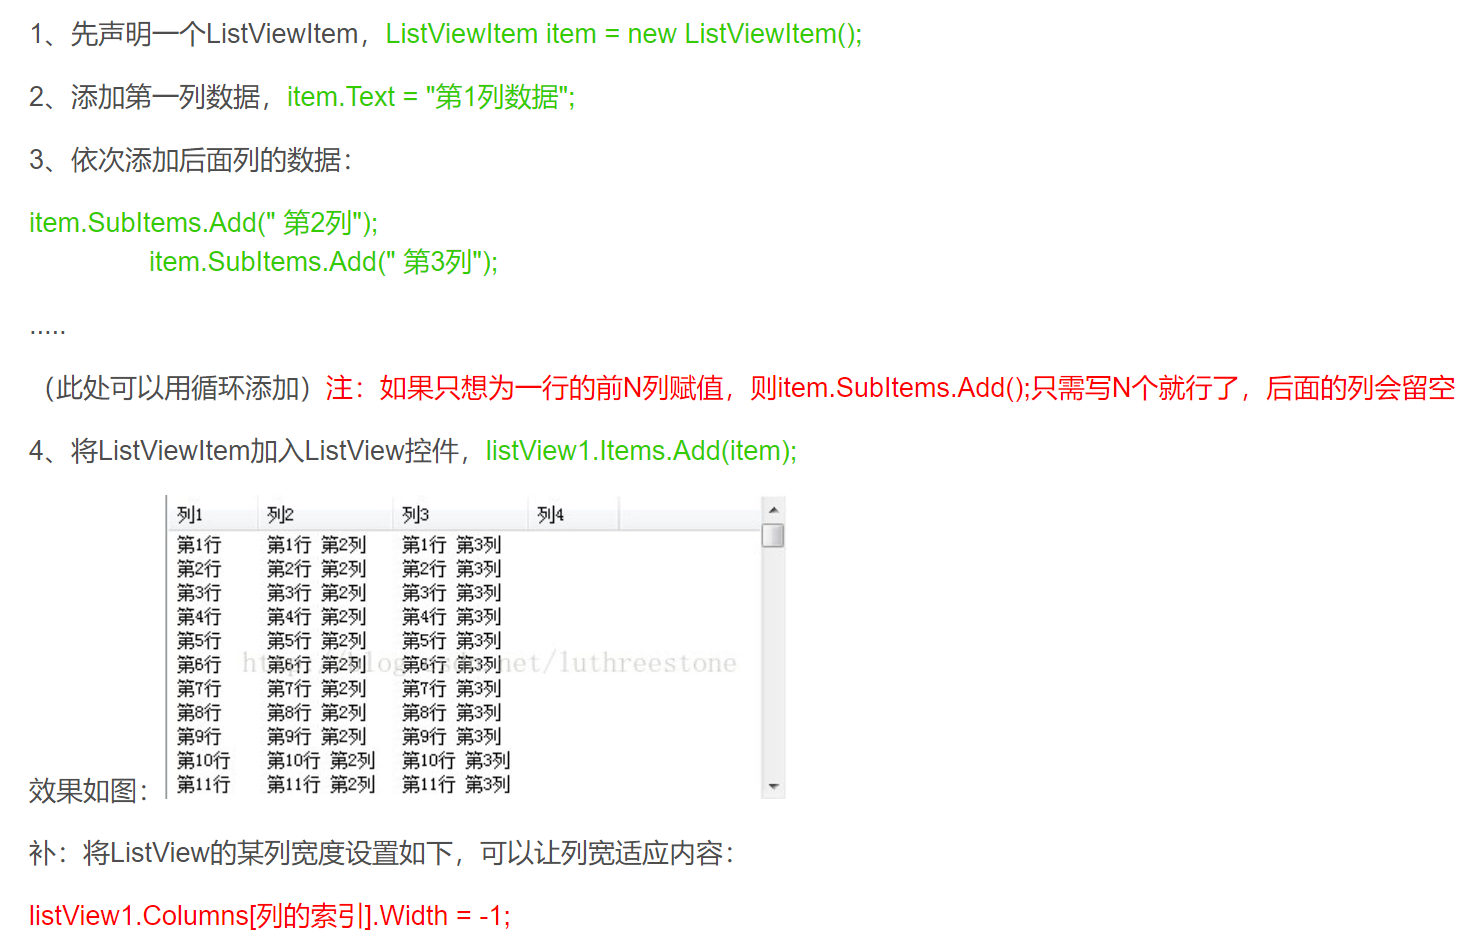 1、先声明一个ListViewItem，ListViewItem item = new ListViewItem();
2、添加第一列数据，item.Text = "第1列数据";
3、依次添加后面列的数据：
item.SubItems.Add(" 第2列");
item.SubItems.Add(" 第3列");
.....
（此处可以用循环添加）注：如果只想为一行的前N列赋值，则item.SubItems.Add();只需写N个就行了，后面的列会留空
4、将ListViewItem加入ListView控件，listView1.Items.Add(item);
列1 列2 列3 列4
第1行 第1行 第2列 第1行 第3列
第2行 第2行 第2列 第2行 第3列
第3行 第3行 第2列 第3行 第3列
第4行 第4行 第2列 第4行 第3列
第5行 第5行 第2列 第5行 第3列
第6行 第6行 第2列 第6行 第3列
http://blog.csdn.net/luthreestone
第7行 第7行 第2列 第7行 第3列
第8行 第8行 第2列 第8行 第3列
第9行 第9行 第2列 第9行 第3列
第10行 第10行 第2列 第10行 第3列
第11行 第11行 第2列 第11行 第3列
效果如图：
补：将ListView的某列宽度设置如下，可以让列宽适应内容：
listView1.Columns[列的索引].Width = -1;